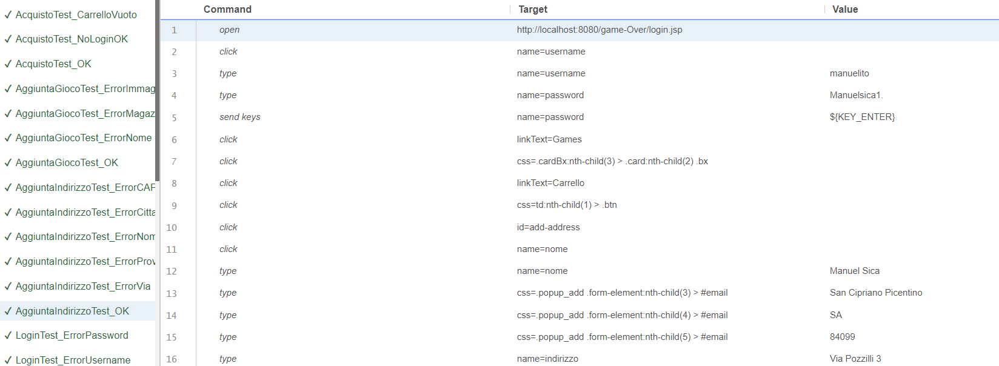 ✓ AcquistoTest_CarrelloVuoto
✓ AcquistoTest_NoLoginOK
✓ AcquistoTest_OK
✓ AggiuntaGiocoTest_ErrorImmag
✓ AggiuntaGiocoTest_ErrorMagaz
✓ AggiuntaGiocoTest_ErrorNome
✓ AggiuntaGiocoTest_OK
✓ AggiuntaIndirizzoTest_ErrorCAP
✓ AggiuntaIndirizzoTest_ErrorCitta
✓ AggiuntaIndirizzoTest_ErrorNom
✓ AggiuntaIndirizzoTest_ErrorProv
✓ AggiuntaIndirizzoTest_ErrorVia
✓ AggiuntaIndirizzoTest_OK
✓ LoginTest_ErrorPassword
✓ LoginTest_ErrorUsername
Command Target Value
1 open http://localhost:8080/game-Over/login.jsp
2 click name=username
3 type name=username manuelito
4 type name=password Manuelsica1.
5 send keys name=password ${KEY_ENTER}
6 click linkText=Games
7 click css=.cardBx:nth-child(3) > .card:nth-child(2) .bx
8 click linkText=Carrello
9 click css=td:nth-child(1) > .btn
10 click id=add-address
11 click name=nome
12 type name=nome Manuel Sica
13 type css=.popup_add .form-element:nth-child(3) > #email San Cipriano Picentino
14 type css=.popup_add .form-element:nth-child(4) > #email SA
15 type css=.popup_add .form-element:nth-child(5) > #email 84099
16 type name=indirizzo Via Pozzilli 3